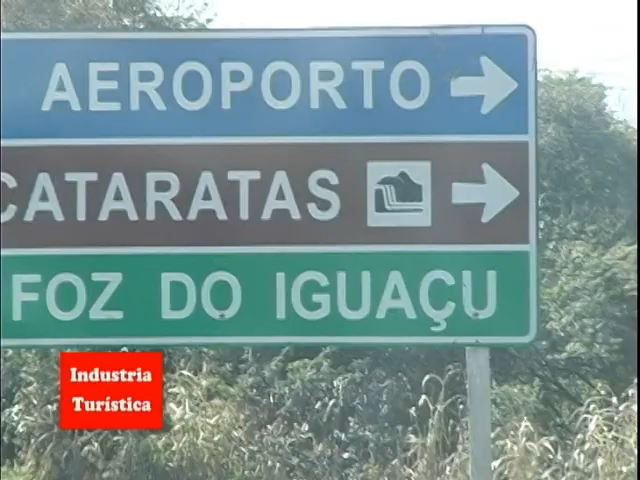 AEROPORTO
CATARATAS
FOZ DO IGUAÇU
Industria
Turística